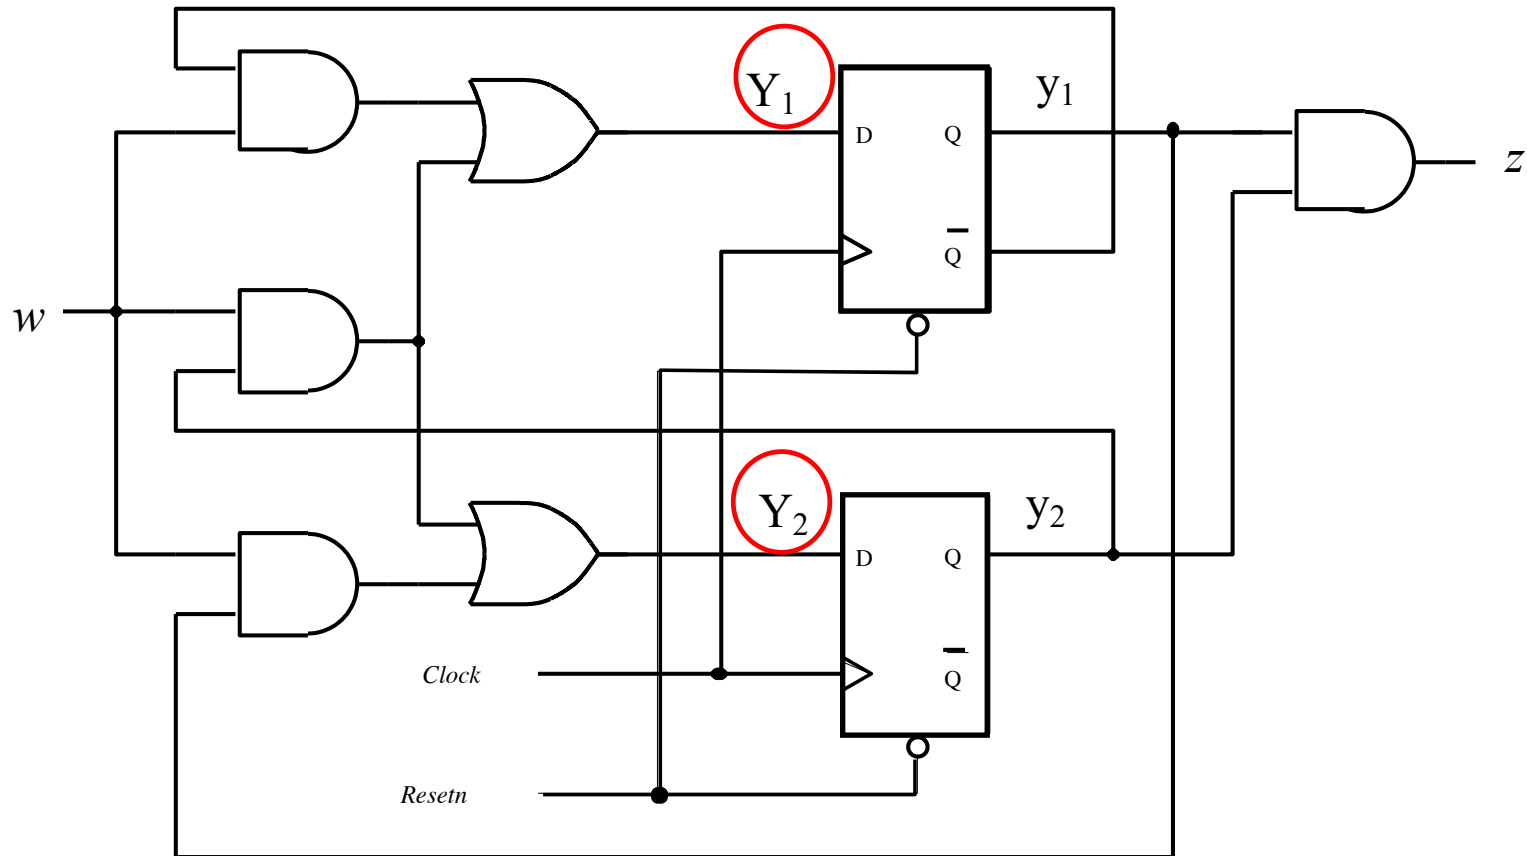 Y₁
y₁
D
Q
z
Q̅
w
Y₂
y₂
D
Q
Clock
Q̅
Resetn